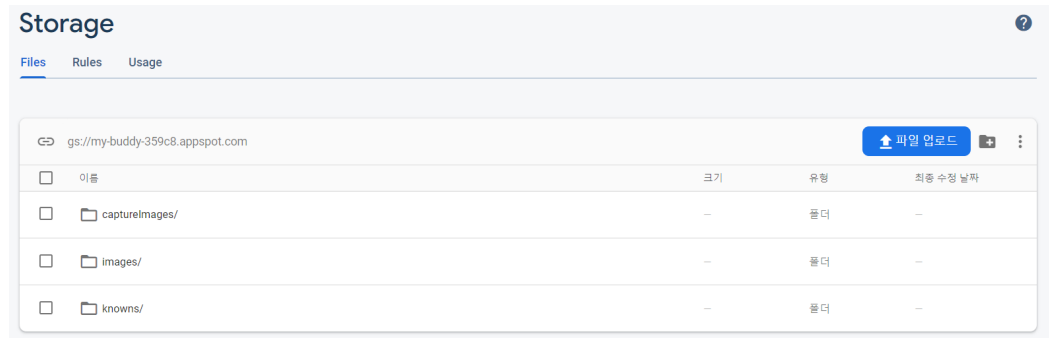 Storage
?
Files Rules Usage
gs://my-buddy-359c8.appspot.com 파일 업로드
이름 크기 유형 최종 수정 날짜
captureImages/ — 폴더 —
images/ — 폴더 —
knowns/ — 폴더 —